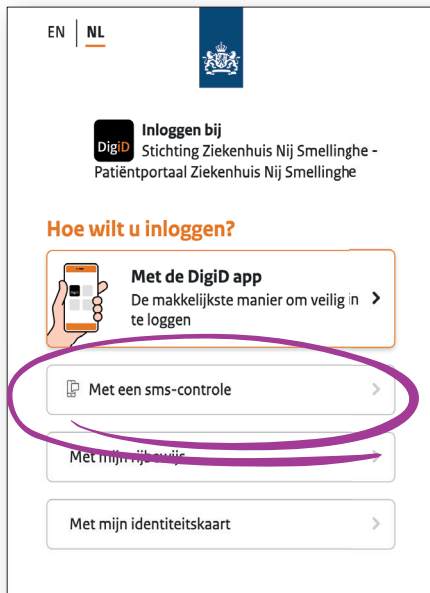 EN | NL
DigiD
Inloggen bij
Stichting Ziekenhuis Nij Smellinghe -
Patiëntportaal Ziekenhuis Nij Smellinghe
Hoe wilt u inloggen?
Met de DigiD app
De makkelijkste manier om veilig in
te loggen
Met een sms-controle
Met mijn rijbewijs
Met mijn identiteitskaart